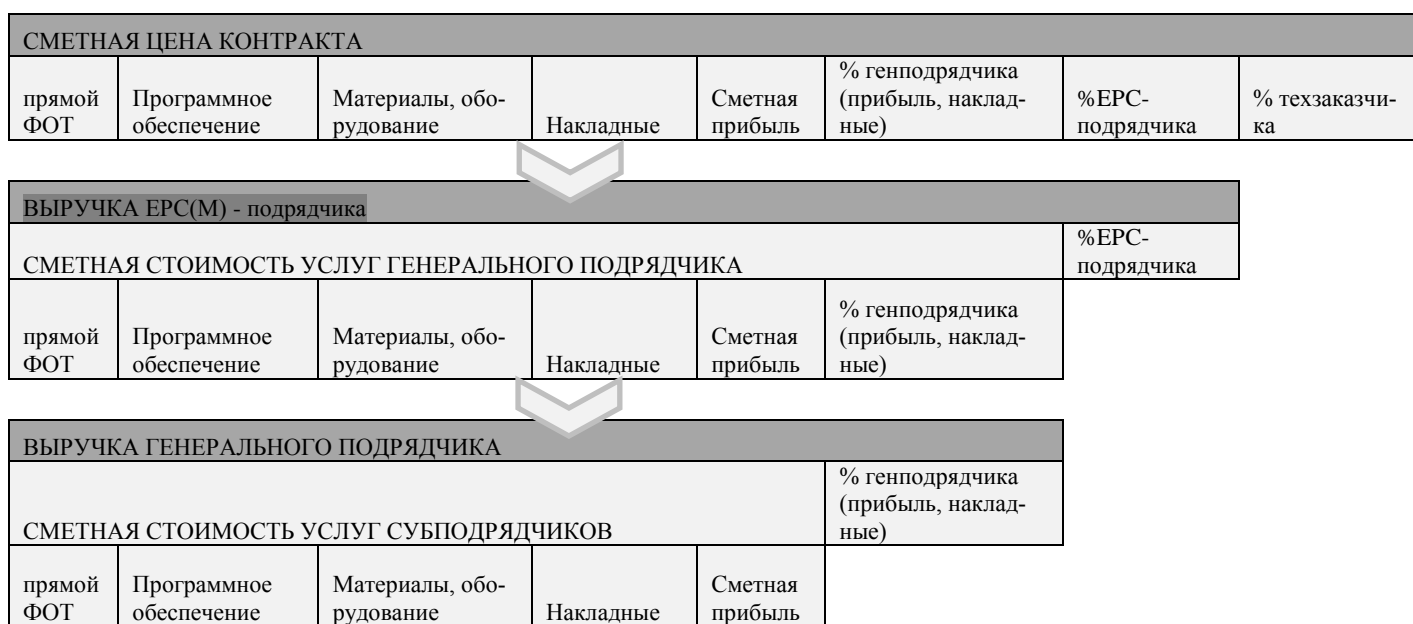 СМЕТНАЯ ЦЕНА КОНТРАКТА
прямой ФОТ
Программное обеспечение
Материалы, обо-
рудование
Накладные
Сметная прибыль
% генподрядчика
(прибыль, наклад-
ные)
%EPC-
подрядчика
% техзаказчи-
ка
ВЫРУЧКА EPC(M) - подрядчика
СМЕТНАЯ СТОИМОСТЬ УСЛУГ ГЕНЕРАЛЬНОГО ПОДРЯДЧИКА
%EPC-
подрядчика
прямой
ФОТ
Программное
обеспечение
Материалы, обо-
рудование
Накладные
Сметная
прибыль
% генподрядчика
(прибыль, наклад-
ные)
ВЫРУЧКА ГЕНЕРАЛЬНОГО ПОДРЯДЧИКА
СМЕТНАЯ СТОИМОСТЬ УСЛУГ СУБПОДРЯДЧИКОВ
% генподрядчика
(прибыль, наклад-
ные)
прямой
ФОТ
Программное
обеспечение
Материалы, обо-
рудование
Накладные
Сметная
прибыль